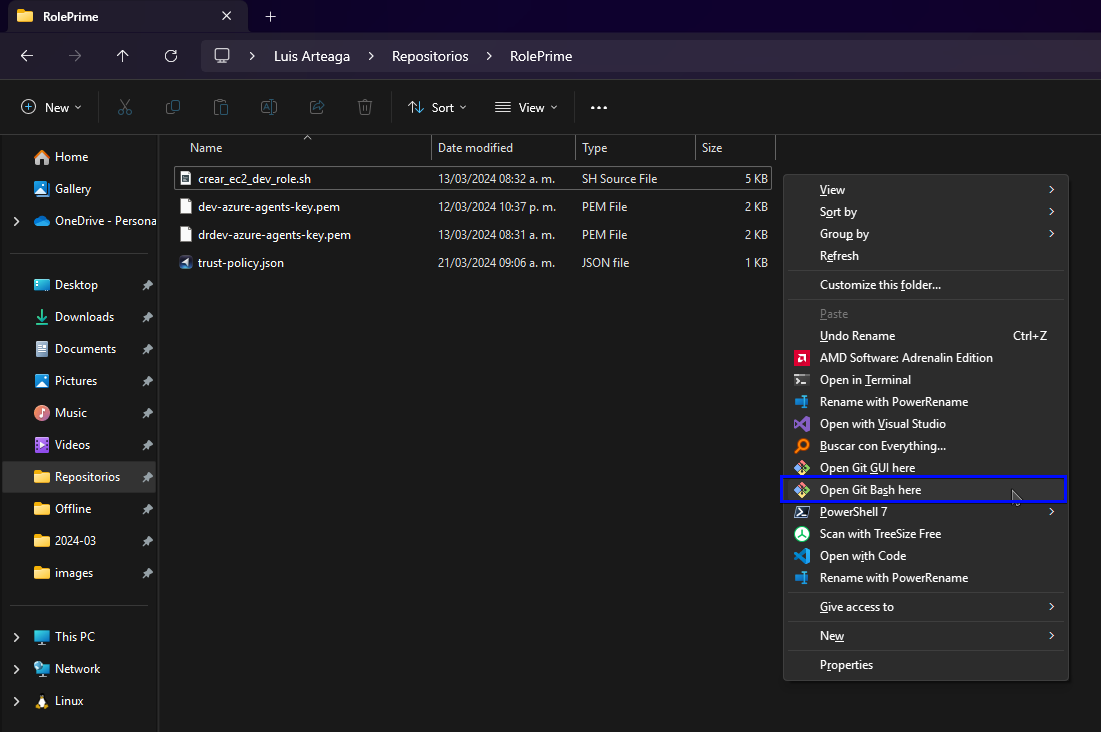 RolePrime
Luis Arteaga Repositorios RolePrime
New Sort View
Name Date modified Type Size
crear_ec2_dev_role.sh 13/03/2024 08:32 a. m. SH Source File 5 KB
dev-azure-agents-key.pem 12/03/2024 10:37 p. m. PEM File 2 KB
drdev-azure-agents-key.pem 13/03/2024 08:31 a. m. PEM File 2 KB
trust-policy.json 21/03/2024 09:06 a. m. JSON file 1 KB
Home
Gallery
OneDrive - Persona
Desktop
Downloads
Documents
Pictures
Music
Videos
Repositorios
Offline
2024-03
images
This PC
Network
Linux
View
Sort by
Group by
Refresh
Customize this folder...
Paste
Undo Rename Ctrl+Z
AMD Software: Adrenalin Edition
Open in Terminal
Rename with PowerRename
Open with Visual Studio
Buscar con Everything...
Open Git GUI here
Open Git Bash here
PowerShell 7
Scan with TreeSize Free
Open with Code
Rename with PowerRename
Give access to
New
Properties